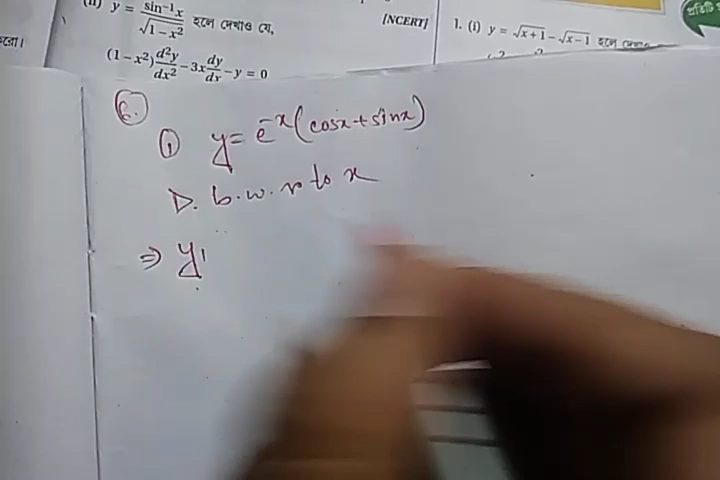 (ii) y = sin⁻¹x / √(1−x²) হলে দেখাও যে,
[NCERT]
(1−x²) d²y/dx² −3x dy/dx −y = 0
1. (i) y = √(x+1) − √(x−1) হলে
6.
(i) y = e⁻ˣ(cosx + sinx)
D. b. w. r to x
⇒ y₁